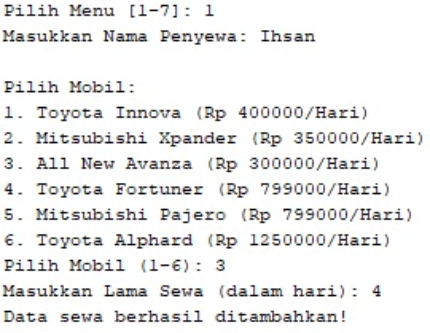 Pilih Menu [1-7]: 1
Masukkan Nama Penyewa: Ihsan
Pilih Mobil:
1. Toyota Innova (Rp 400000/Hari)
2. Mitsubishi Xpander (Rp 350000/Hari)
3. All New Avanza (Rp 300000/Hari)
4. Toyota Fortuner (Rp 799000/Hari)
5. Mitsubishi Pajero (Rp 799000/Hari)
6. Toyota Alphard (Rp 1250000/Hari)
Pilih Mobil (1-6): 3
Masukkan Lama Sewa (dalam hari): 4
Data sewa berhasil ditambahkan!